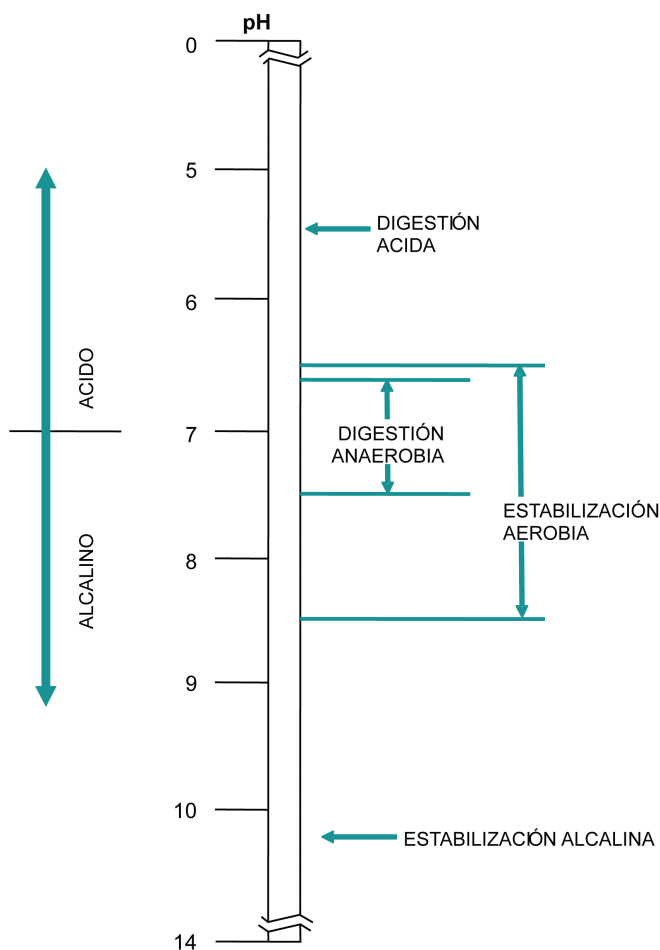 pH
0
5
DIGESTIÓN
ACIDA
6
ACIDO
7
DIGESTIÓN
ANAEROBIA
ESTABILIZACIÓN
AEROBIA
8
ALCALINO
9
10
ESTABILIZACIÓN ALCALINA
14